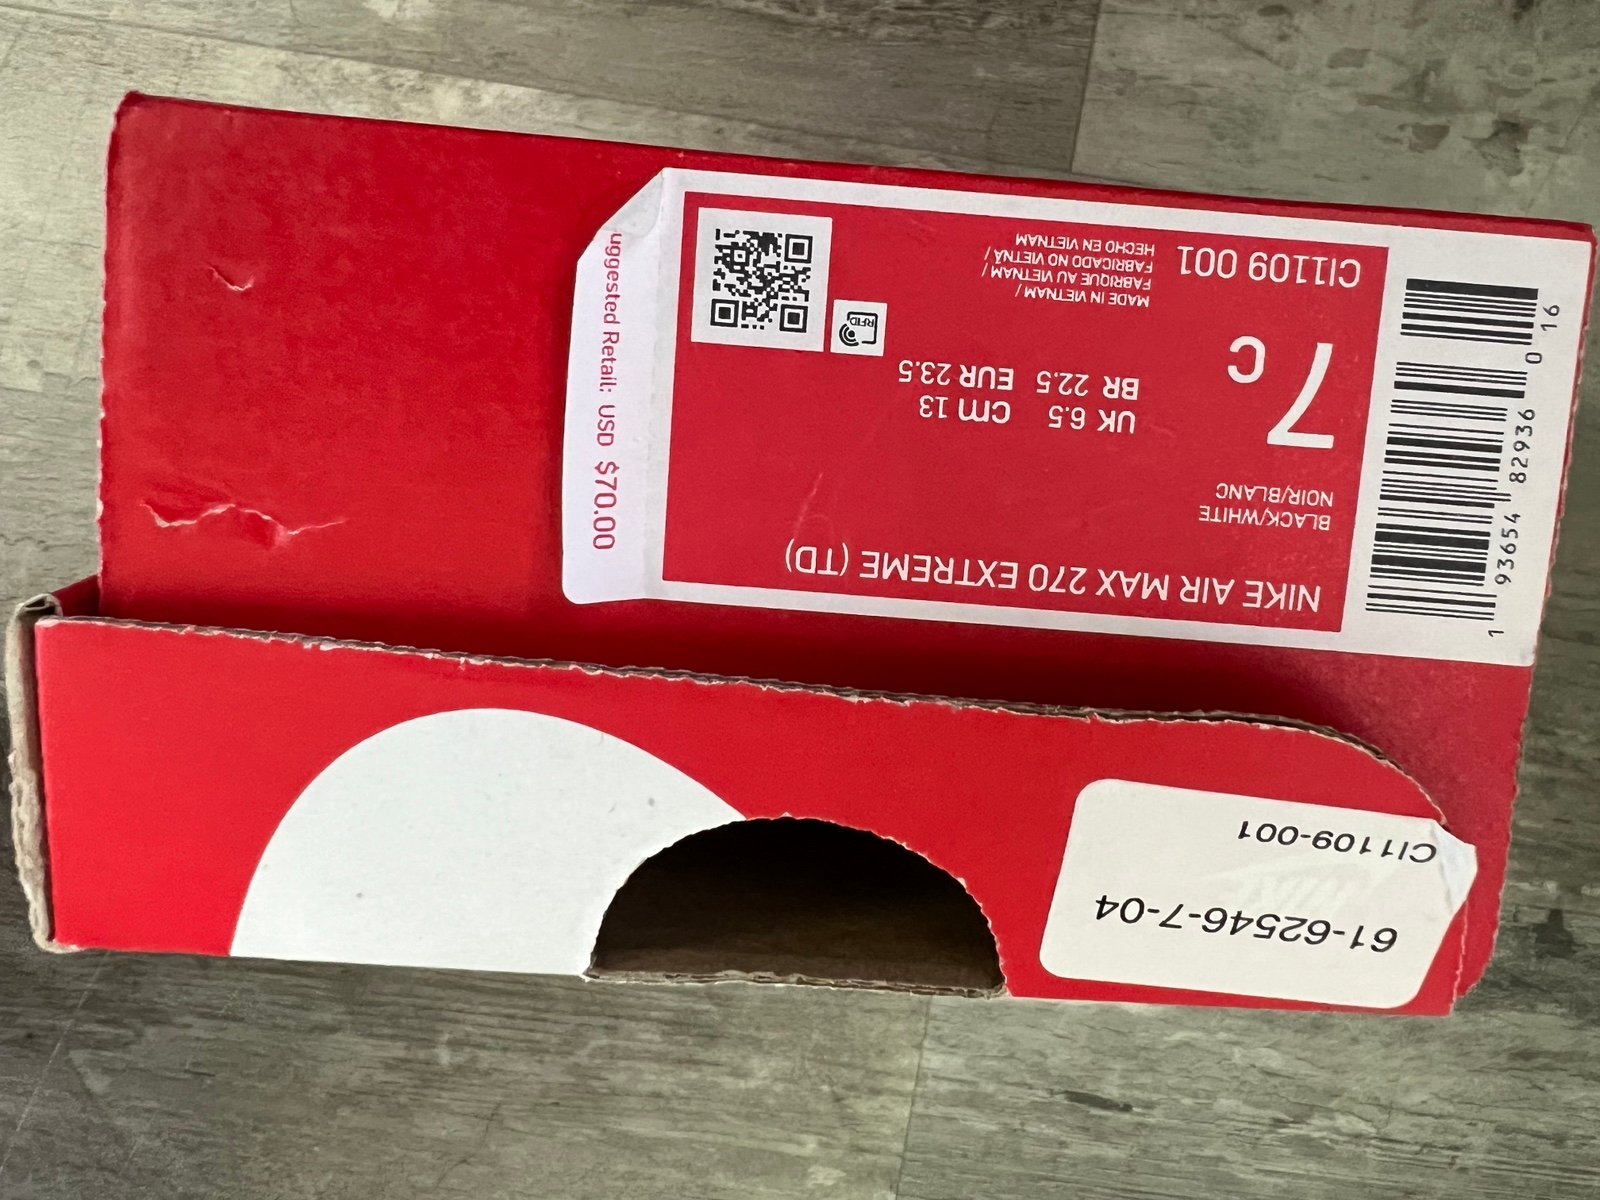 NIKE AIR MAX 270 EXTREME (TD)
BLACK/WHITE
NOIR/BLANC
7C
UK 6.5 cm 13
BR 22.5 EUR 23.5
CI1109 001
MADE IN VIETNAM /
FABRIQUE AU VIETNAM /
FABRICADO NO VIETNÃ /
HECHO EN VIETNAM
RFID
uggested Retail: USD $70.00
1 93654 82936 0 16
61-62546-7-04
CI1109-001